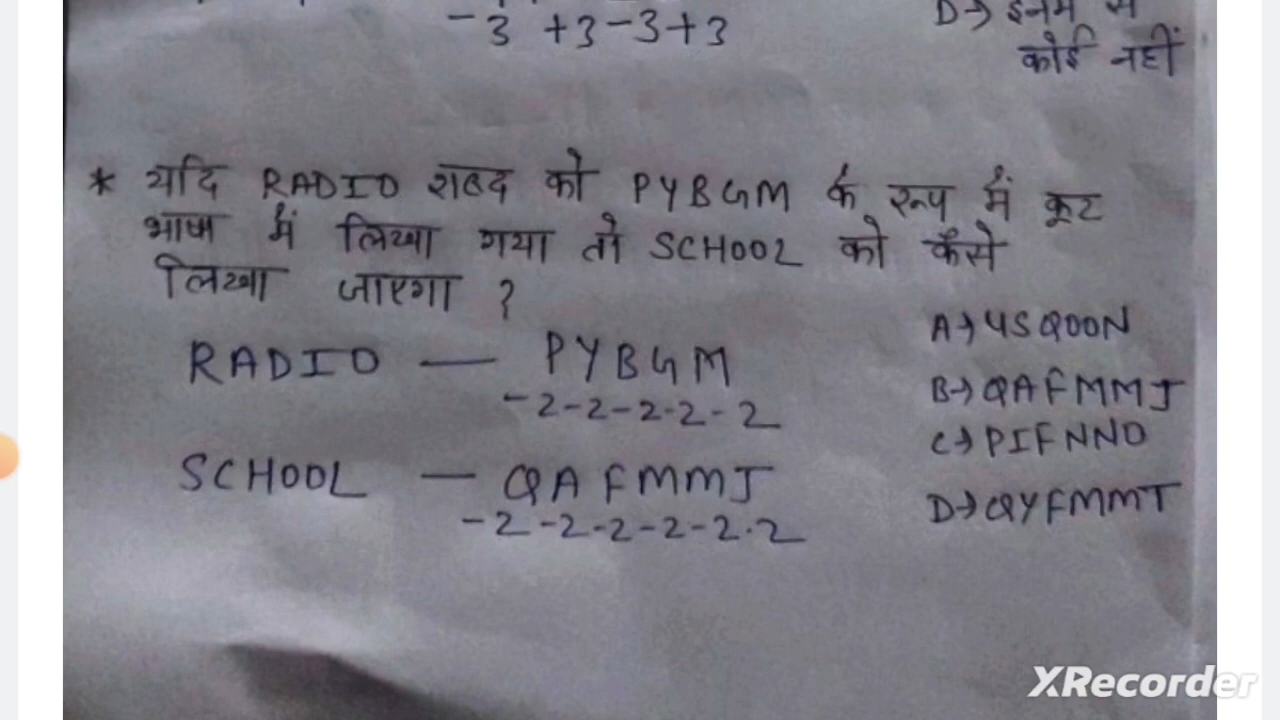 -3 +3-3+3
D→ इनमें से
कोई नहीं
* यदि RADIO शब्द को PYBGM के रूप में कूट
भाषा में लिखा गया तो SCHOOL को कैसे
लिखा जाएगा ?
RADIO — PYBGM
-2-2-2-2-2
SCHOOL — QAFMMJ
-2-2-2-2-2-2
A→ USQOON
B→ QAFMMJ
C→ PIFNNO
D→ QYFMMT
XRecorder